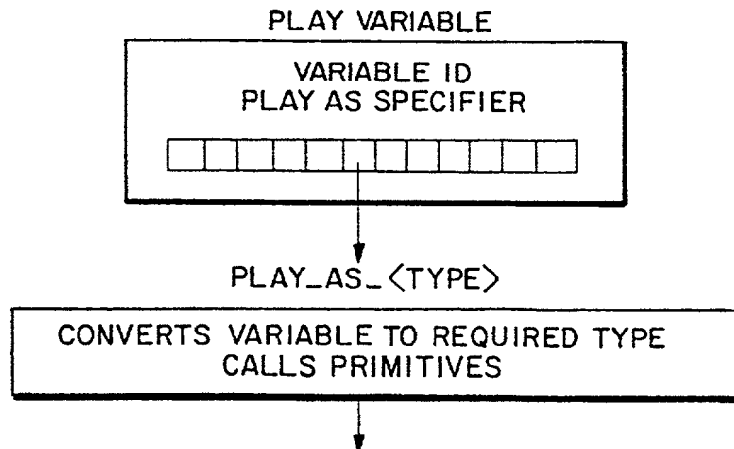 PLAY VARIABLE
VARIABLE ID
PLAY AS SPECIFIER
PLAY_AS_<TYPE>
CONVERTS VARIABLE TO REQUIRED TYPE
CALLS PRIMITIVES